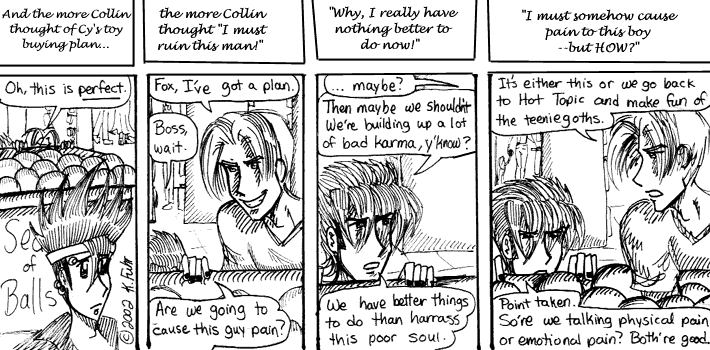 And the more Collin
thought of Cy's toy
buying plan...
Oh, this is perfect.
Sea
of
Balls
©2002 K. Fuhr
the more Collin
thought "I must
ruin this man!"
Fox, I've got a plan.
Boss,
wait.
Are we going to
cause this guy pain?
"Why, I really have
nothing better to
do now!"
... maybe?
Then maybe we shouldn't
We're building up a lot
of bad karma, y'know?
We have better things
to do than harrass
this poor soul.
"I must somehow cause
pain to this boy
--but HOW?"
It's either this or we go back
to Hot Topic and make fun of
the teeniegoths.
Point taken.
So're we talking physical pain
or emotional pain? Both're good.